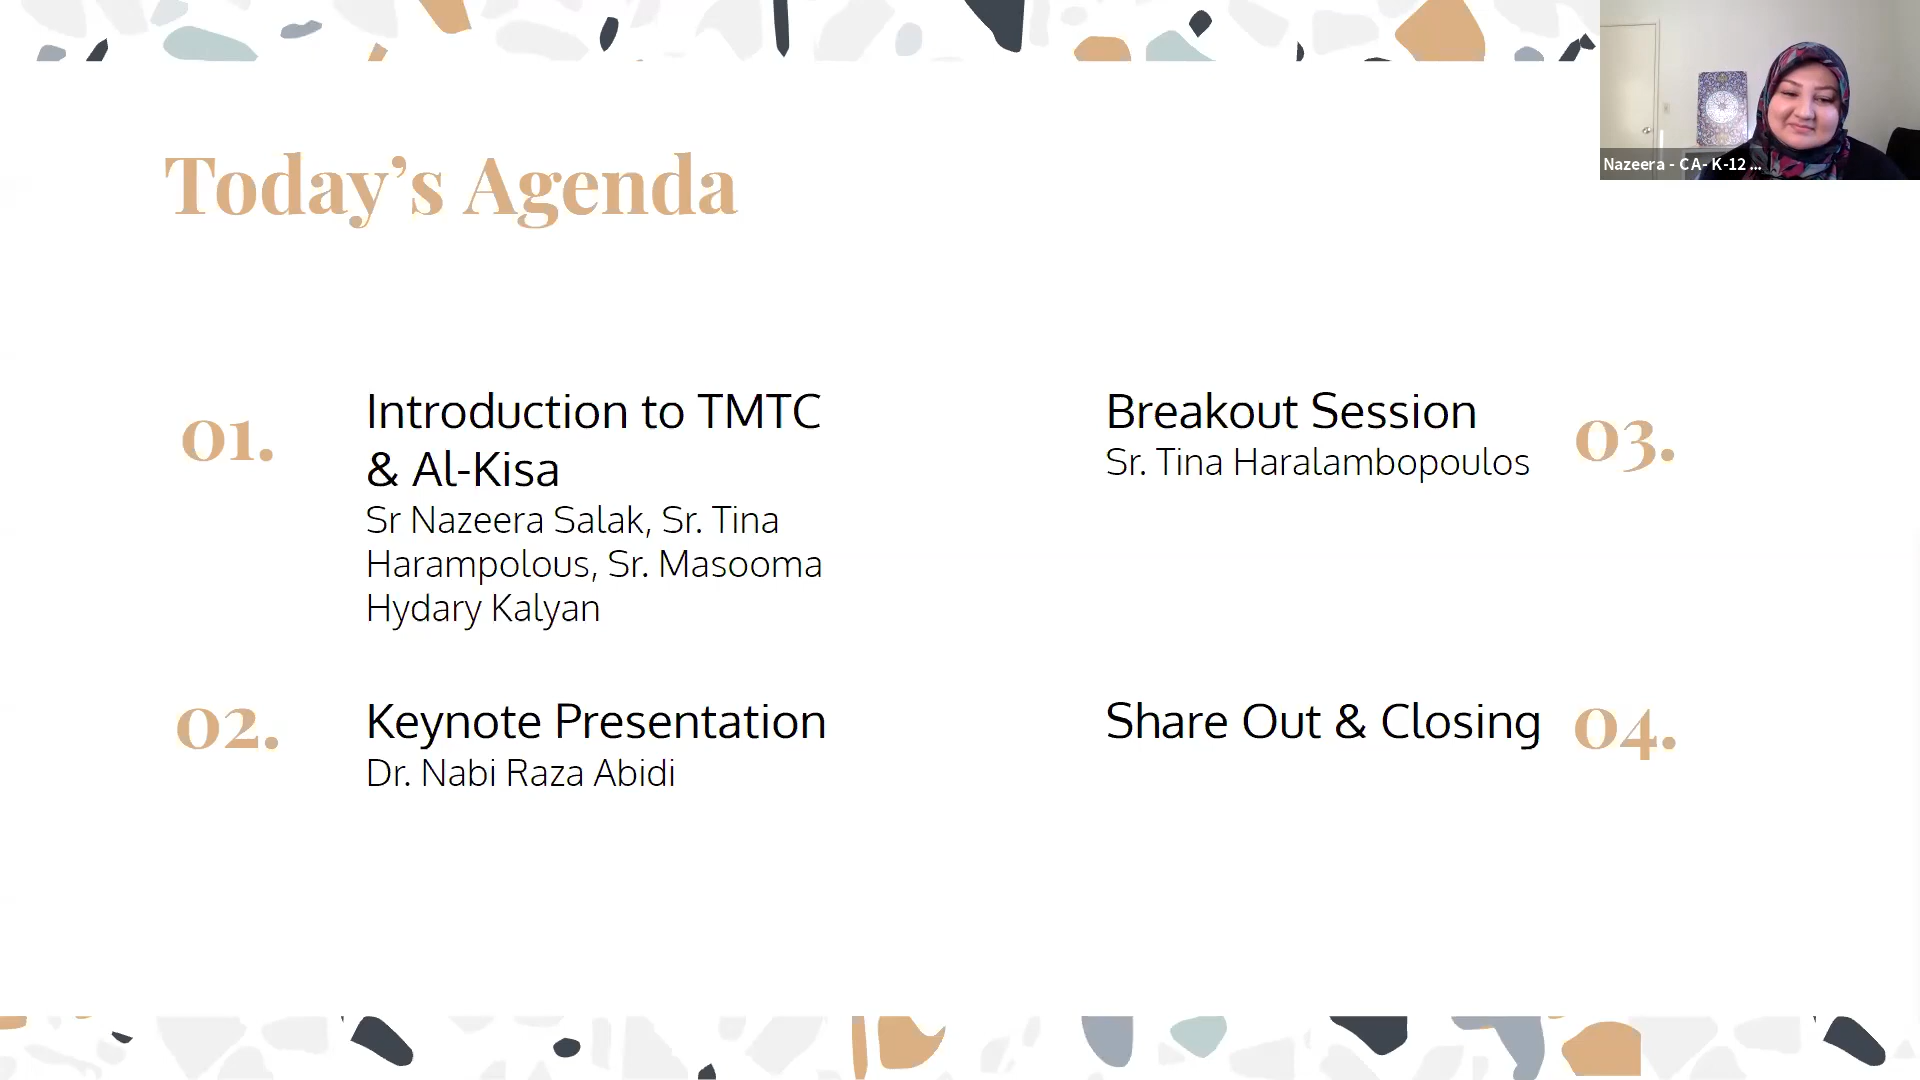 Today’s Agenda
01.
Introduction to TMTC
& Al-Kisa
Sr Nazeera Salak, Sr. Tina
Harampolous, Sr. Masooma
Hydary Kalyan
02.
Keynote Presentation
Dr. Nabi Raza Abidi
Breakout Session
Sr. Tina Haralambopoulos
03.
Share Out & Closing
04.
Nazeera - CA- K-12 ...